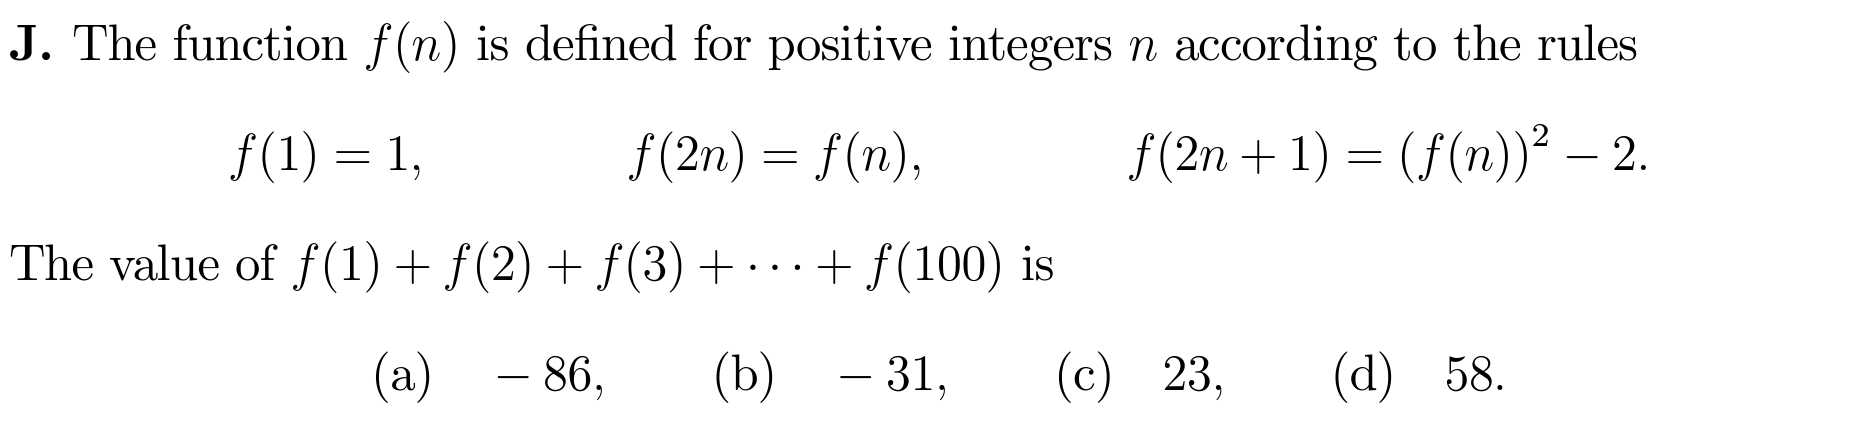 J. The function f(n) is defined for positive integers n according to the rules
f(1) = 1, f(2n) = f(n), f(2n + 1) = (f(n))² − 2.
The value of f(1) + f(2) + f(3) + · · · + f(100) is
(a) − 86, (b) − 31, (c) 23, (d) 58.